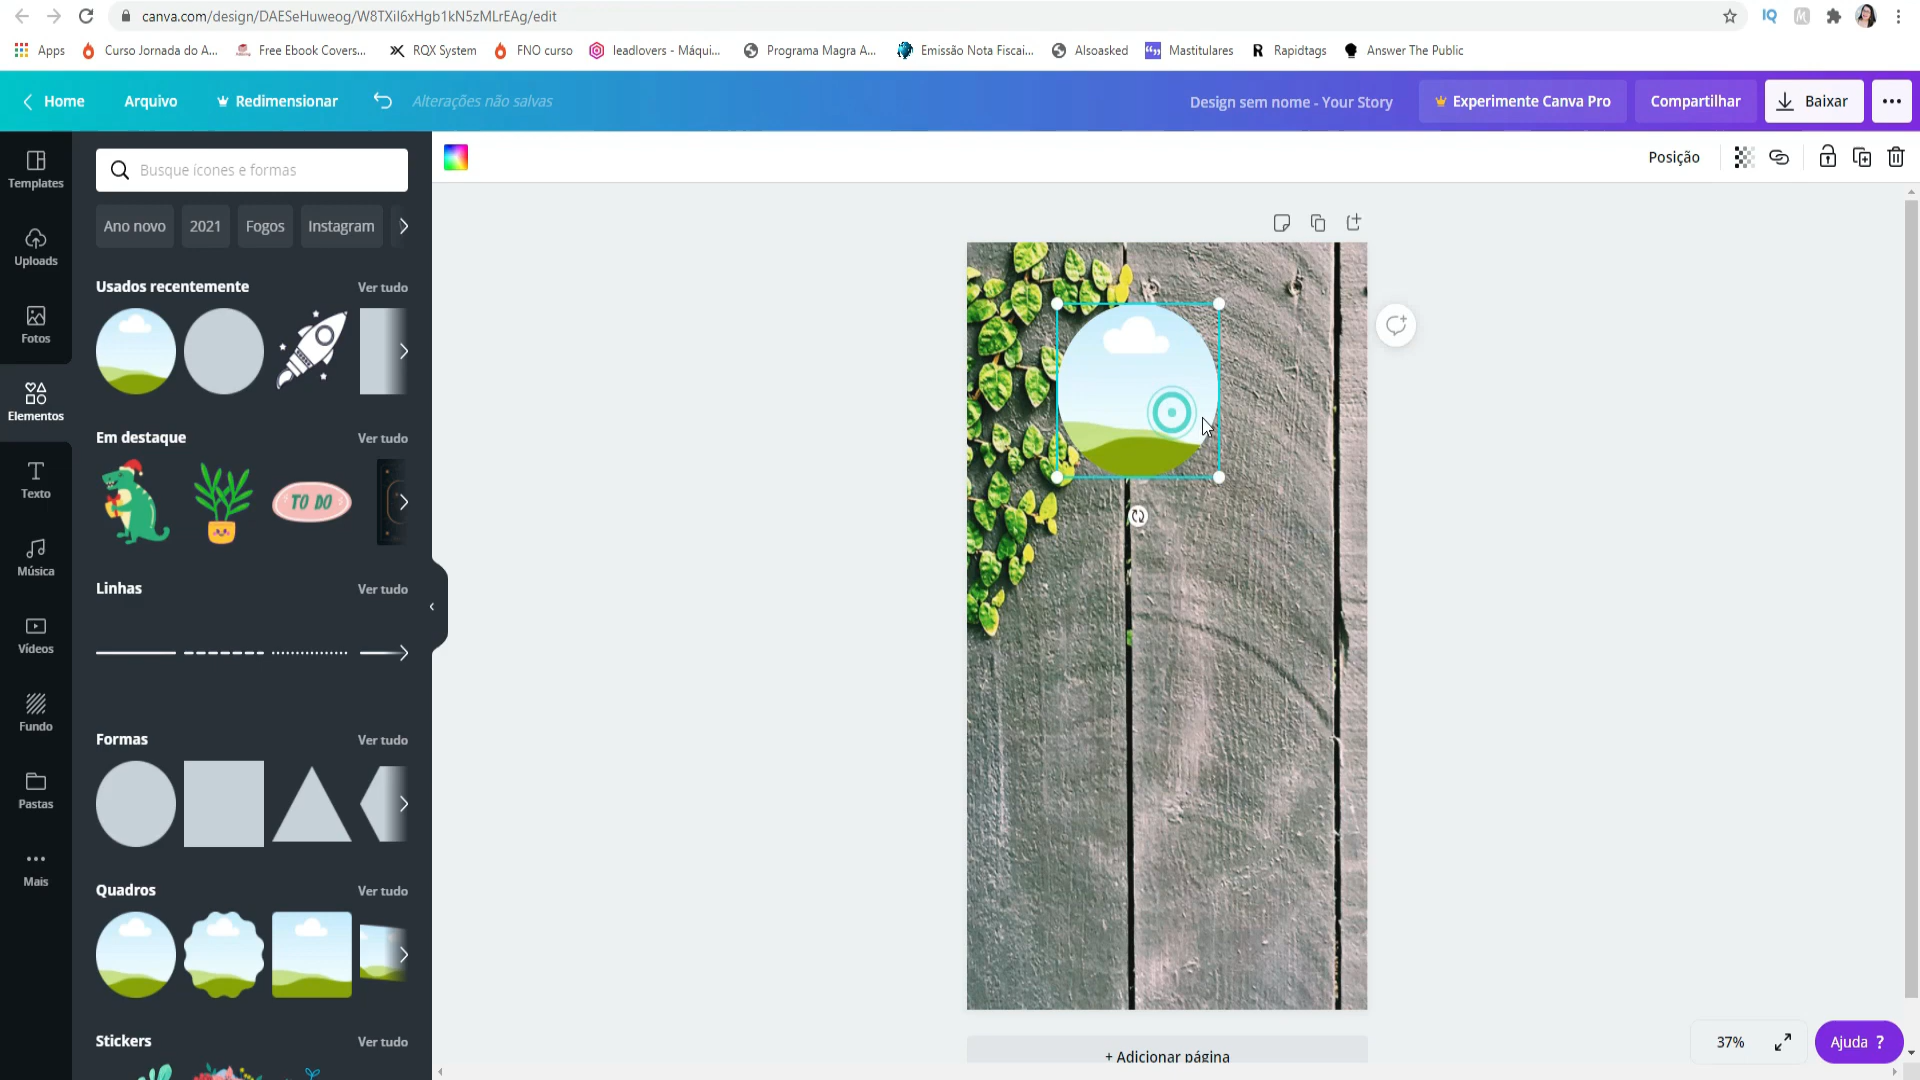 canva.com/design/DAESeHuweog/W8TXil6xHgb1kN5zMLrEAg/edit
IQ
Apps
Curso Jornada do A...
Free Ebook Covers...
RQX System
FNO curso
leadlovers - Máqui...
Programa Magra A...
Emissão Nota Fiscai...
Alsoasked
Mastitulares
R Rapidtags
Answer The Public
Home
Arquivo
Redimensionar
Alterações não salvas
Design sem nome - Your Story
Experimente Canva Pro
Compartilhar
Baixar
Templates
Uploads
Fotos
Elementos
Texto
Música
Vídeos
Fundo
Pastas
Mais
Busque ícones e formas
Ano novo
2021
Fogos
Instagram
Usados recentemente
Ver tudo
Em destaque
Ver tudo
TO DO
Linhas
Ver tudo
Formas
Ver tudo
Quadros
Ver tudo
Stickers
Ver tudo
Posição
+ Adicionar página
37%
Ajuda ?